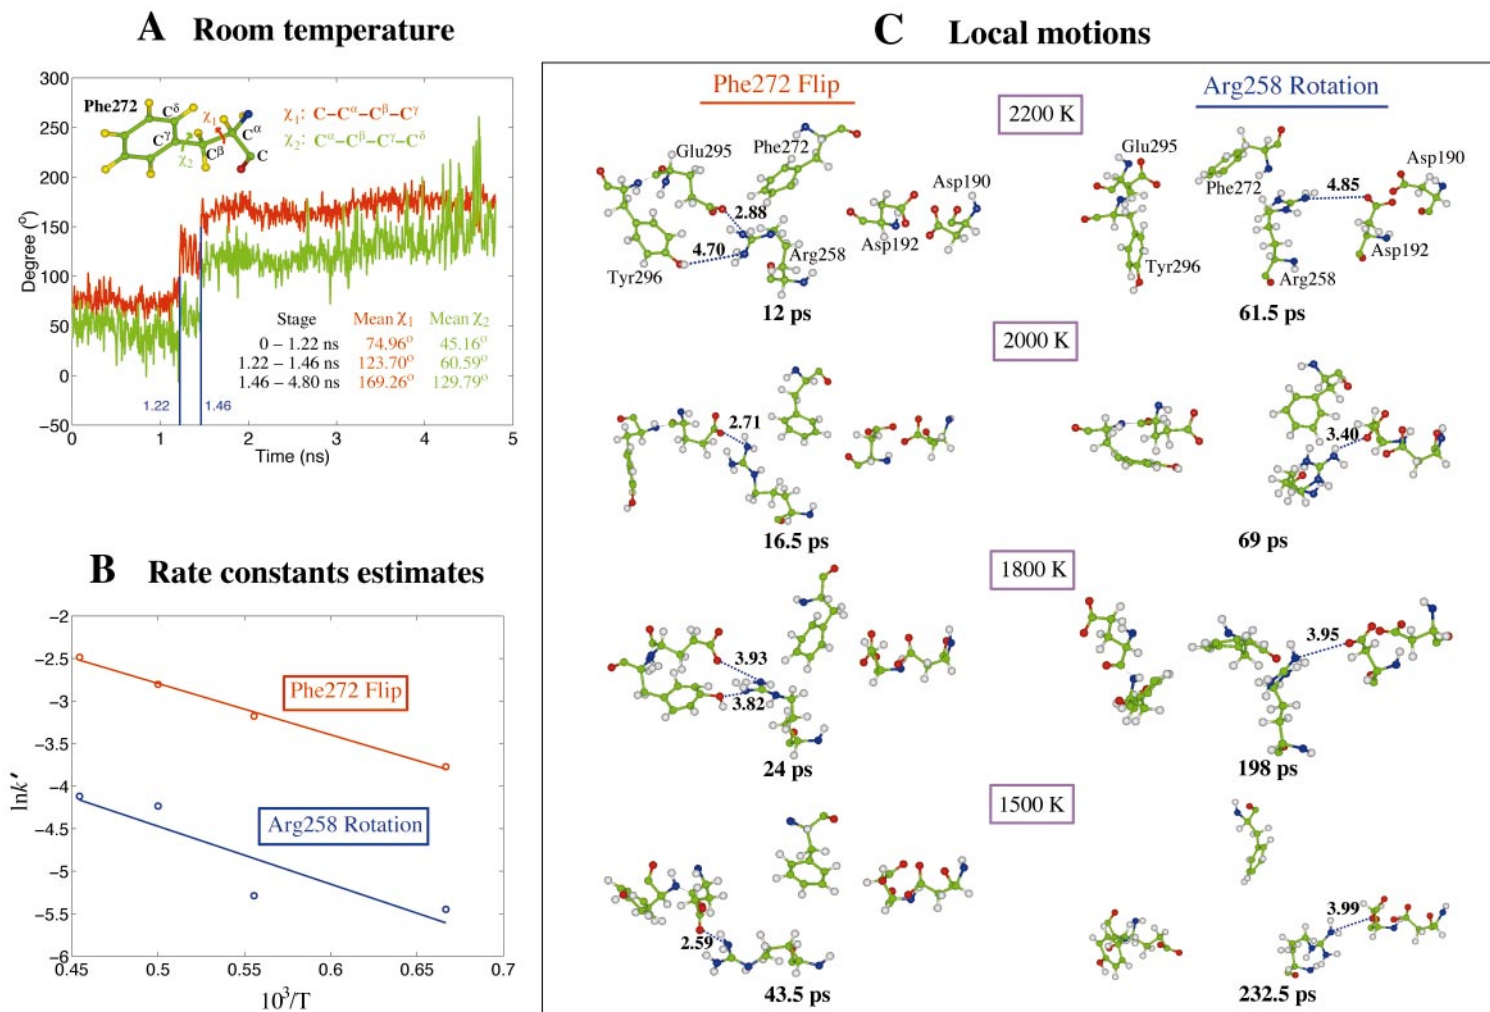 A Room temperature
300
250
200
150
100
50
0
−50
Degree (°)
Phe272
Cδ
Cγ
χ2
Cβ
χ1
Cα
C
χ1: C−Cα−Cβ−Cγ
χ2: Cα−Cβ−Cγ−Cδ
Stage Mean χ1 Mean χ2
0 − 1.22 ns 74.96o 45.16o
1.22 − 1.46 ns 123.70o 60.59o
1.46 − 4.80 ns 169.26o 129.79o
1.22 1.46
0 1 2 3 4 5
Time (ns)
B Rate constants estimates
−2
−2.5
−3
−3.5
−4
−4.5
−5
−5.5
−6
lnk′
Phe272 Flip
Arg258 Rotation
0.45 0.5 0.55 0.6 0.65 0.7
10³/T
C Local motions
Phe272 Flip
Arg258 Rotation
2200 K
Glu295
Phe272
Asp190
2.88
4.70
Tyr296
Arg258
Asp192
12 ps
Glu295
Phe272
Asp190
4.85
Asp192
Tyr296
Arg258
61.5 ps
2000 K
2.71
16.5 ps
3.40
69 ps
1800 K
3.93
3.82
24 ps
3.95
198 ps
1500 K
2.59
43.5 ps
3.99
232.5 ps